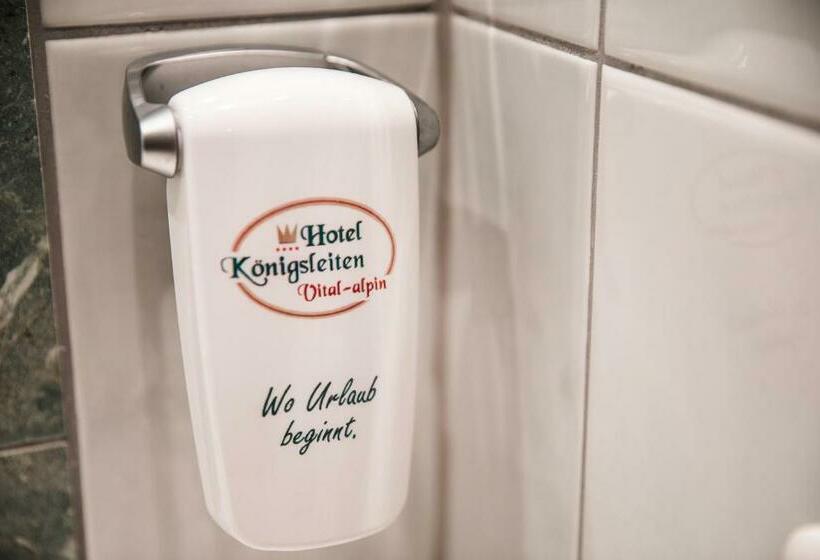 Hotel
Königsleiten
Vital-alpin
Wo Urlaub
beginnt.